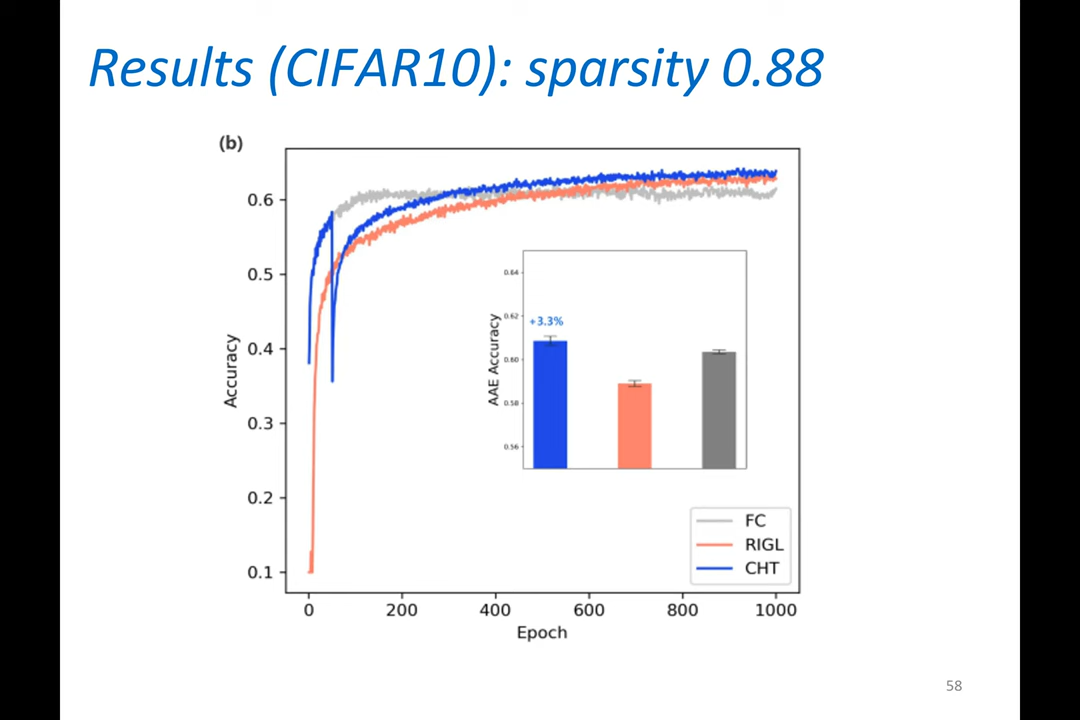 Results (CIFAR10): sparsity 0.88
(b)
Accuracy
0.6
0.5
0.4
0.3
0.2
0.1
0
200
400
600
800
1000
Epoch
AAE Accuracy
0.64
0.62
0.60
0.58
0.56
+3.3%
FC
RIGL
CHT
58